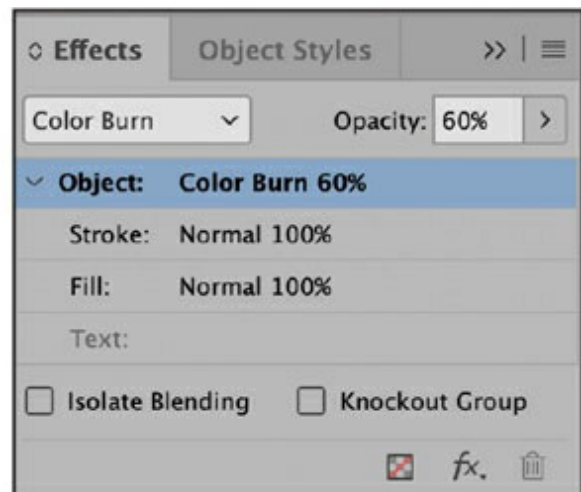 Effects Object Styles
Color Burn Opacity: 60%
Object: Color Burn 60%
Stroke: Normal 100%
Fill: Normal 100%
Text:
Isolate Blending Knockout Group
fx.